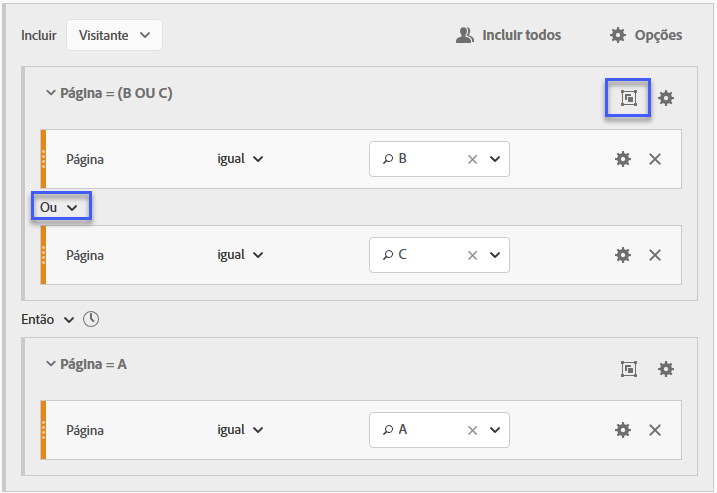 Incluir Visitante Incluir todos Opções
Página = (B OU C)
Página igual B
Ou
Página igual C
Então
Página = A
Página igual A